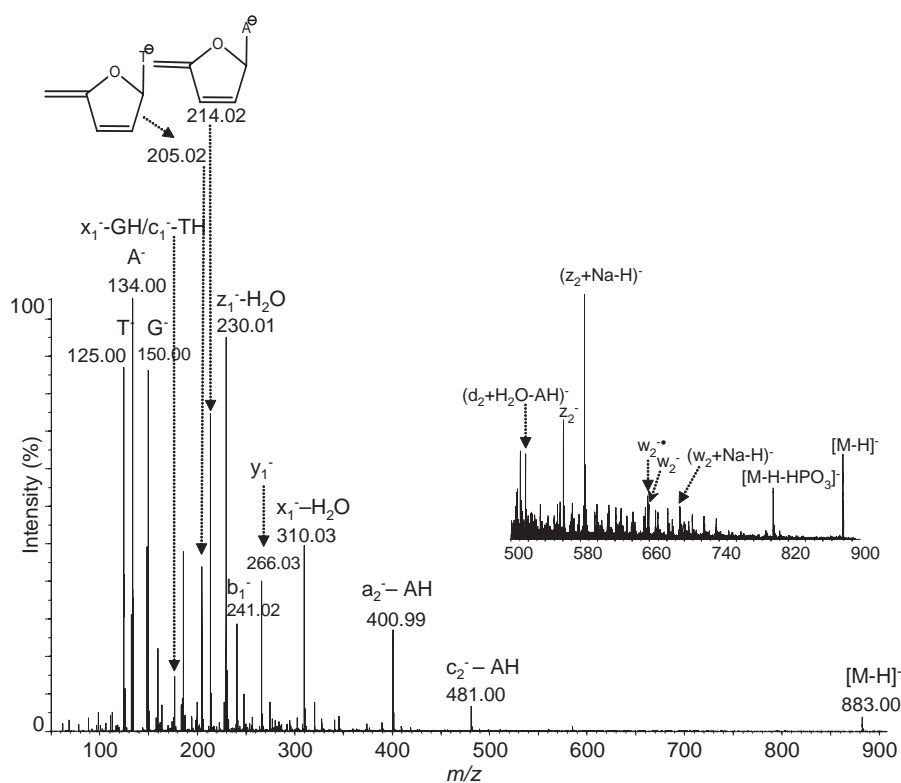 A⊖
T⊖
O
O
214.02
205.02
x₁⁻-GH/c₁⁻-TH
A⁻
134.00
100
T⁻ G⁻
125.00 150.00
z₁⁻-H₂O
230.01
y₁⁻
266.03
x₁⁻–H₂O
310.03
b₁⁻
241.02
a₂⁻– AH
400.99
c₂⁻– AH
481.00
[M-H]⁻
883.00
Intensity (%)
0
100 200 300 400 500 600 700 800 900
m/z
(z₂+Na-H)⁻
(d₂+H₂O-AH)⁻
z₂⁻
w₂⁻•
w₂⁻
(w₂+Na-H)⁻
[M-H-HPO₃]⁻
[M-H]⁻
500 580 660 740 820 900